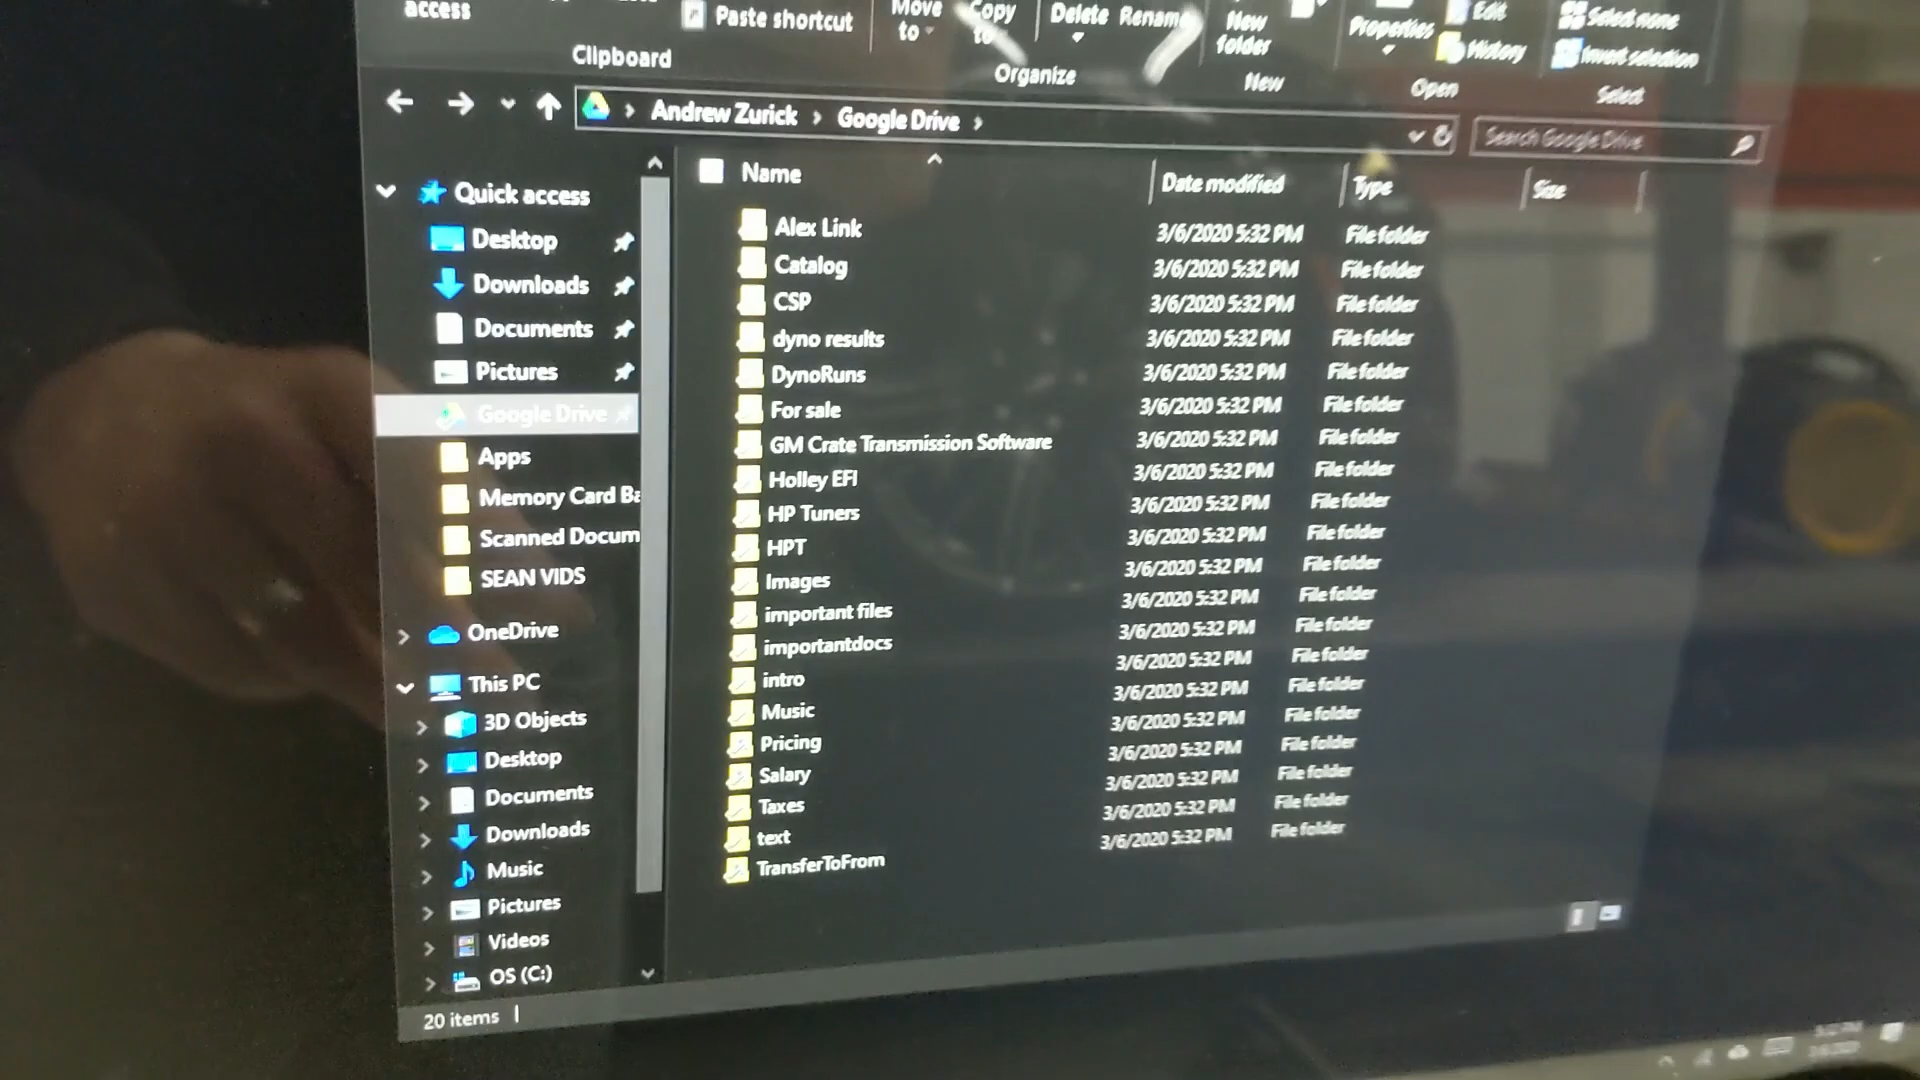 access
Paste shortcut
Clipboard
Move to
Copy to
Delete
Rename
Organize
New folder
New
Properties
Edit
History
Open
Select none
Invert selection
Select
Andrew Zurick > Google Drive >
Search Google Drive
Quick access
Desktop
Downloads
Documents
Pictures
Google Drive
Apps
Memory Card Ba
Scanned Docum
SEAN VIDS
OneDrive
This PC
3D Objects
Desktop
Documents
Downloads
Music
Pictures
Videos
OS (C:)
20 items
Name Date modified Type Size
Alex Link 3/6/2020 5:32 PM File folder
Catalog 3/6/2020 5:32 PM File folder
CSP 3/6/2020 5:32 PM File folder
dyno results 3/6/2020 5:32 PM File folder
DynoRuns 3/6/2020 5:32 PM File folder
For sale 3/6/2020 5:32 PM File folder
GM Crate Transmission Software 3/6/2020 5:32 PM File folder
Holley EFI 3/6/2020 5:32 PM File folder
HP Tuners 3/6/2020 5:32 PM File folder
HPT 3/6/2020 5:32 PM File folder
Images 3/6/2020 5:32 PM File folder
important files 3/6/2020 5:32 PM File folder
importantdocs 3/6/2020 5:32 PM File folder
intro 3/6/2020 5:32 PM File folder
Music 3/6/2020 5:32 PM File folder
Pricing 3/6/2020 5:32 PM File folder
Salary 3/6/2020 5:32 PM File folder
Taxes 3/6/2020 5:32 PM File folder
text 3/6/2020 5:32 PM File folder
TransferToFrom 3/6/2020 5:32 PM File folder